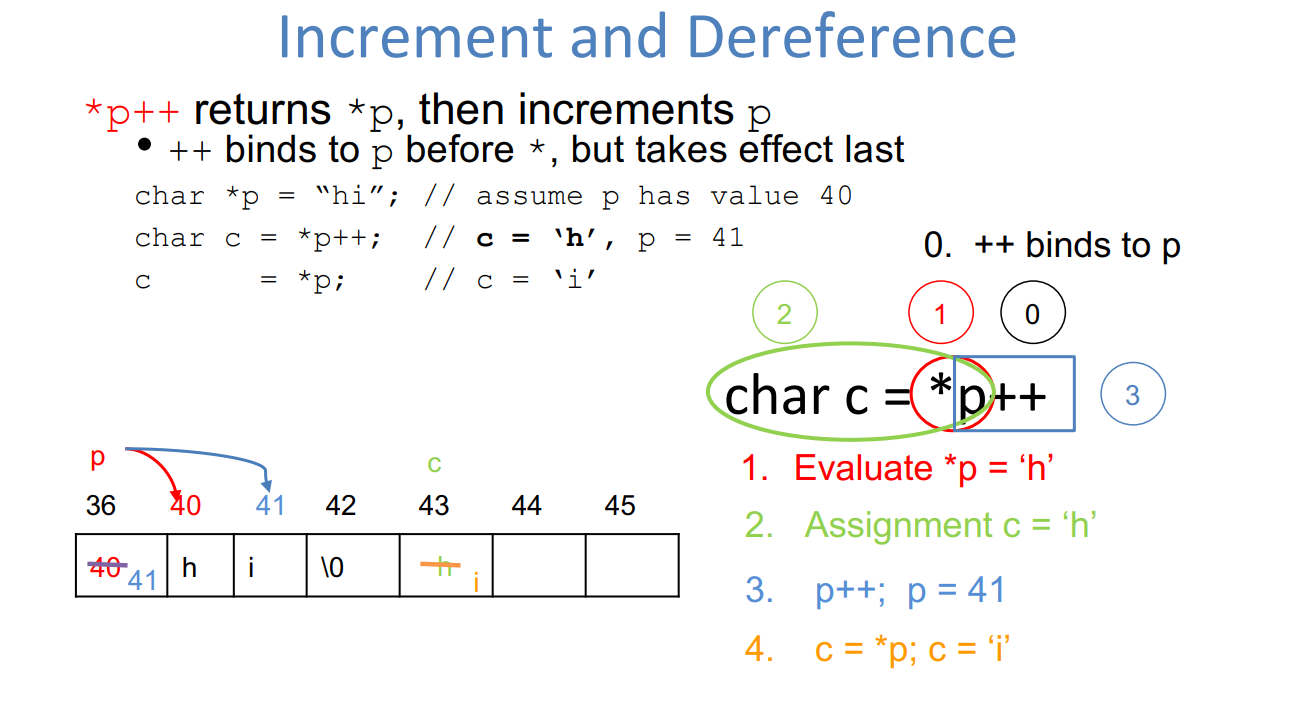 Increment and Dereference
*p++ returns *p, then increments p
• ++ binds to p before *, but takes effect last
char *p = “hi”; // assume p has value 40
char c = *p++; // c = ‘h’, p = 41
c = *p; // c = ‘i’
0. ++ binds to p
2 1 0
char c = *p++
3
1. Evaluate *p = ‘h’
2. Assignment c = ‘h’
3. p++; p = 41
4. c = *p; c = ‘i’
p c
36 40 41 42 43 44 45
40 41 h i \0 h i